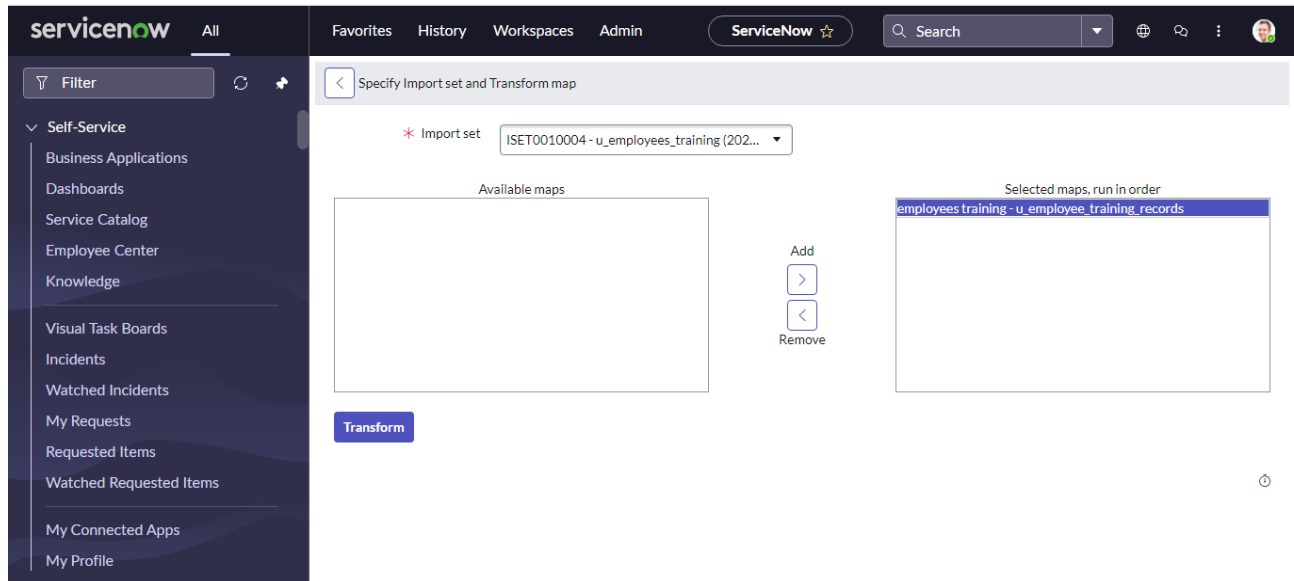 servicenow All Favorites History Workspaces Admin ServiceNow Search
Filter
Specify Import set and Transform map
Self-Service
Business Applications
Dashboards
Service Catalog
Employee Center
Knowledge
Visual Task Boards
Incidents
Watched Incidents
My Requests
Requested Items
Watched Requested Items
My Connected Apps
My Profile
* Import set ISET0010004 - u_employees_training (202...
Available maps
Selected maps, run in order
employees training - u_employee_training_records
Add
Remove
Transform